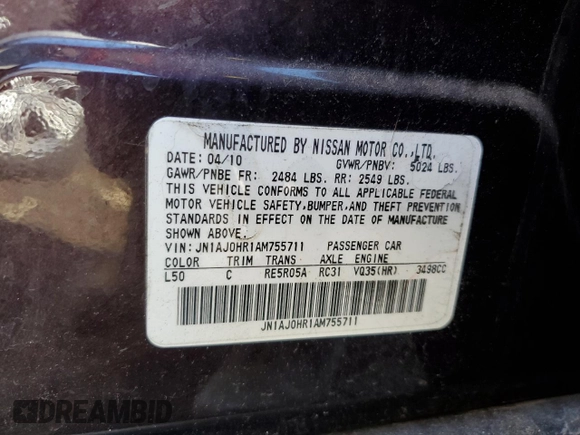 MANUFACTURED BY NISSAN MOTOR CO.,LTD.
DATE: 04/10 GVWR/PNBV: 5024 LBS.
GAWR/PNBE FR: 2484 LBS. RR: 2549 LBS.
THIS VEHICLE CONFORMS TO ALL APPLICABLE FEDERAL
MOTOR VEHICLE SAFETY,BUMPER,AND THEFT PREVENTION
STANDARDS IN EFFECT ON THE DATE OF MANUFACTURE
SHOWN ABOVE.
VIN: JN1AJ0HR1AM755711 PASSENGER CAR
COLOR TRIM TRANS AXLE ENGINE
L50 C RE5R05A RC31 VQ35(HR) 3498CC
JN1AJ0HR1AM755711
DREAMBID